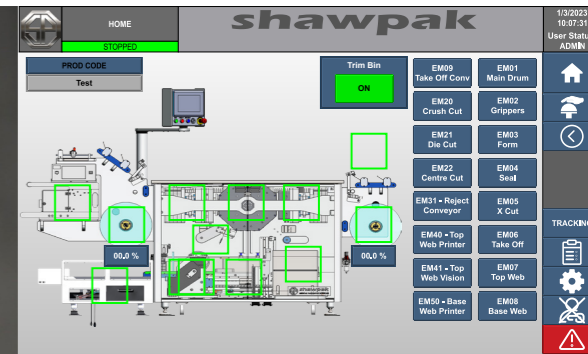 HOME
shawpak
1/3/2023
10:07:31
User Statu
ADMIN
STOPPED
PROD CODE
Test
Trim Bin
ON
EM09
Take Off Conv
EM01
Main Drum
EM20
Crush Cut
EM02
Grippers
EM21
Die Cut
EM03
Form
EM22
Centre Cut
EM04
Seal
EM31 - Reject
Conveyor
EM05
X Cut
EM40 - Top
Web Printer
EM06
Take Off
EM41 - Top
Web Vision
EM07
Top Web
EM50 - Base
Web Printer
EM08
Base Web
TRACKING
00.0 %
00.0 %
shawpak